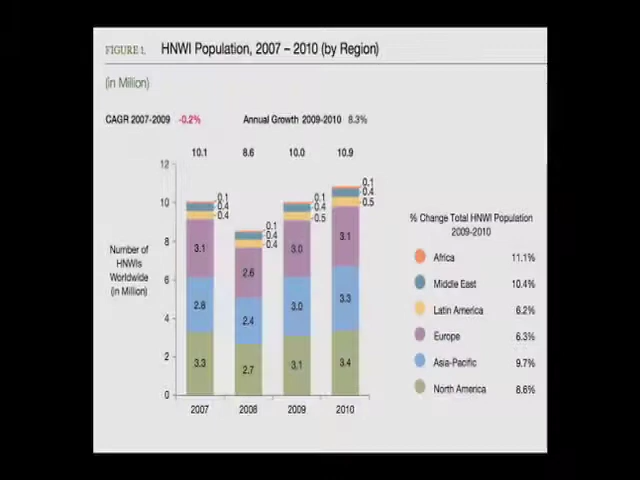 FIGURE 1. HNWI Population, 2007 – 2010 (by Region)
(in Million)
CAGR 2007-2009 -0.2% Annual Growth 2009-2010 8.3%
10.1 8.6 10.0 10.9
12
10
8
6
4
2
0
Number of
HNWIs
Worldwide
(in Million)
0.1
0.4
0.4
3.1
2.8
3.3
0.1
0.4
0.4
2.6
2.4
2.7
0.1
0.4
0.5
3.0
3.0
3.1
0.1
0.4
0.5
3.1
3.3
3.4
2007 2008 2009 2010
% Change Total HNWI Population
2009-2010
Africa 11.1%
Middle East 10.4%
Latin America 6.2%
Europe 6.3%
Asia-Pacific 9.7%
North America 8.6%